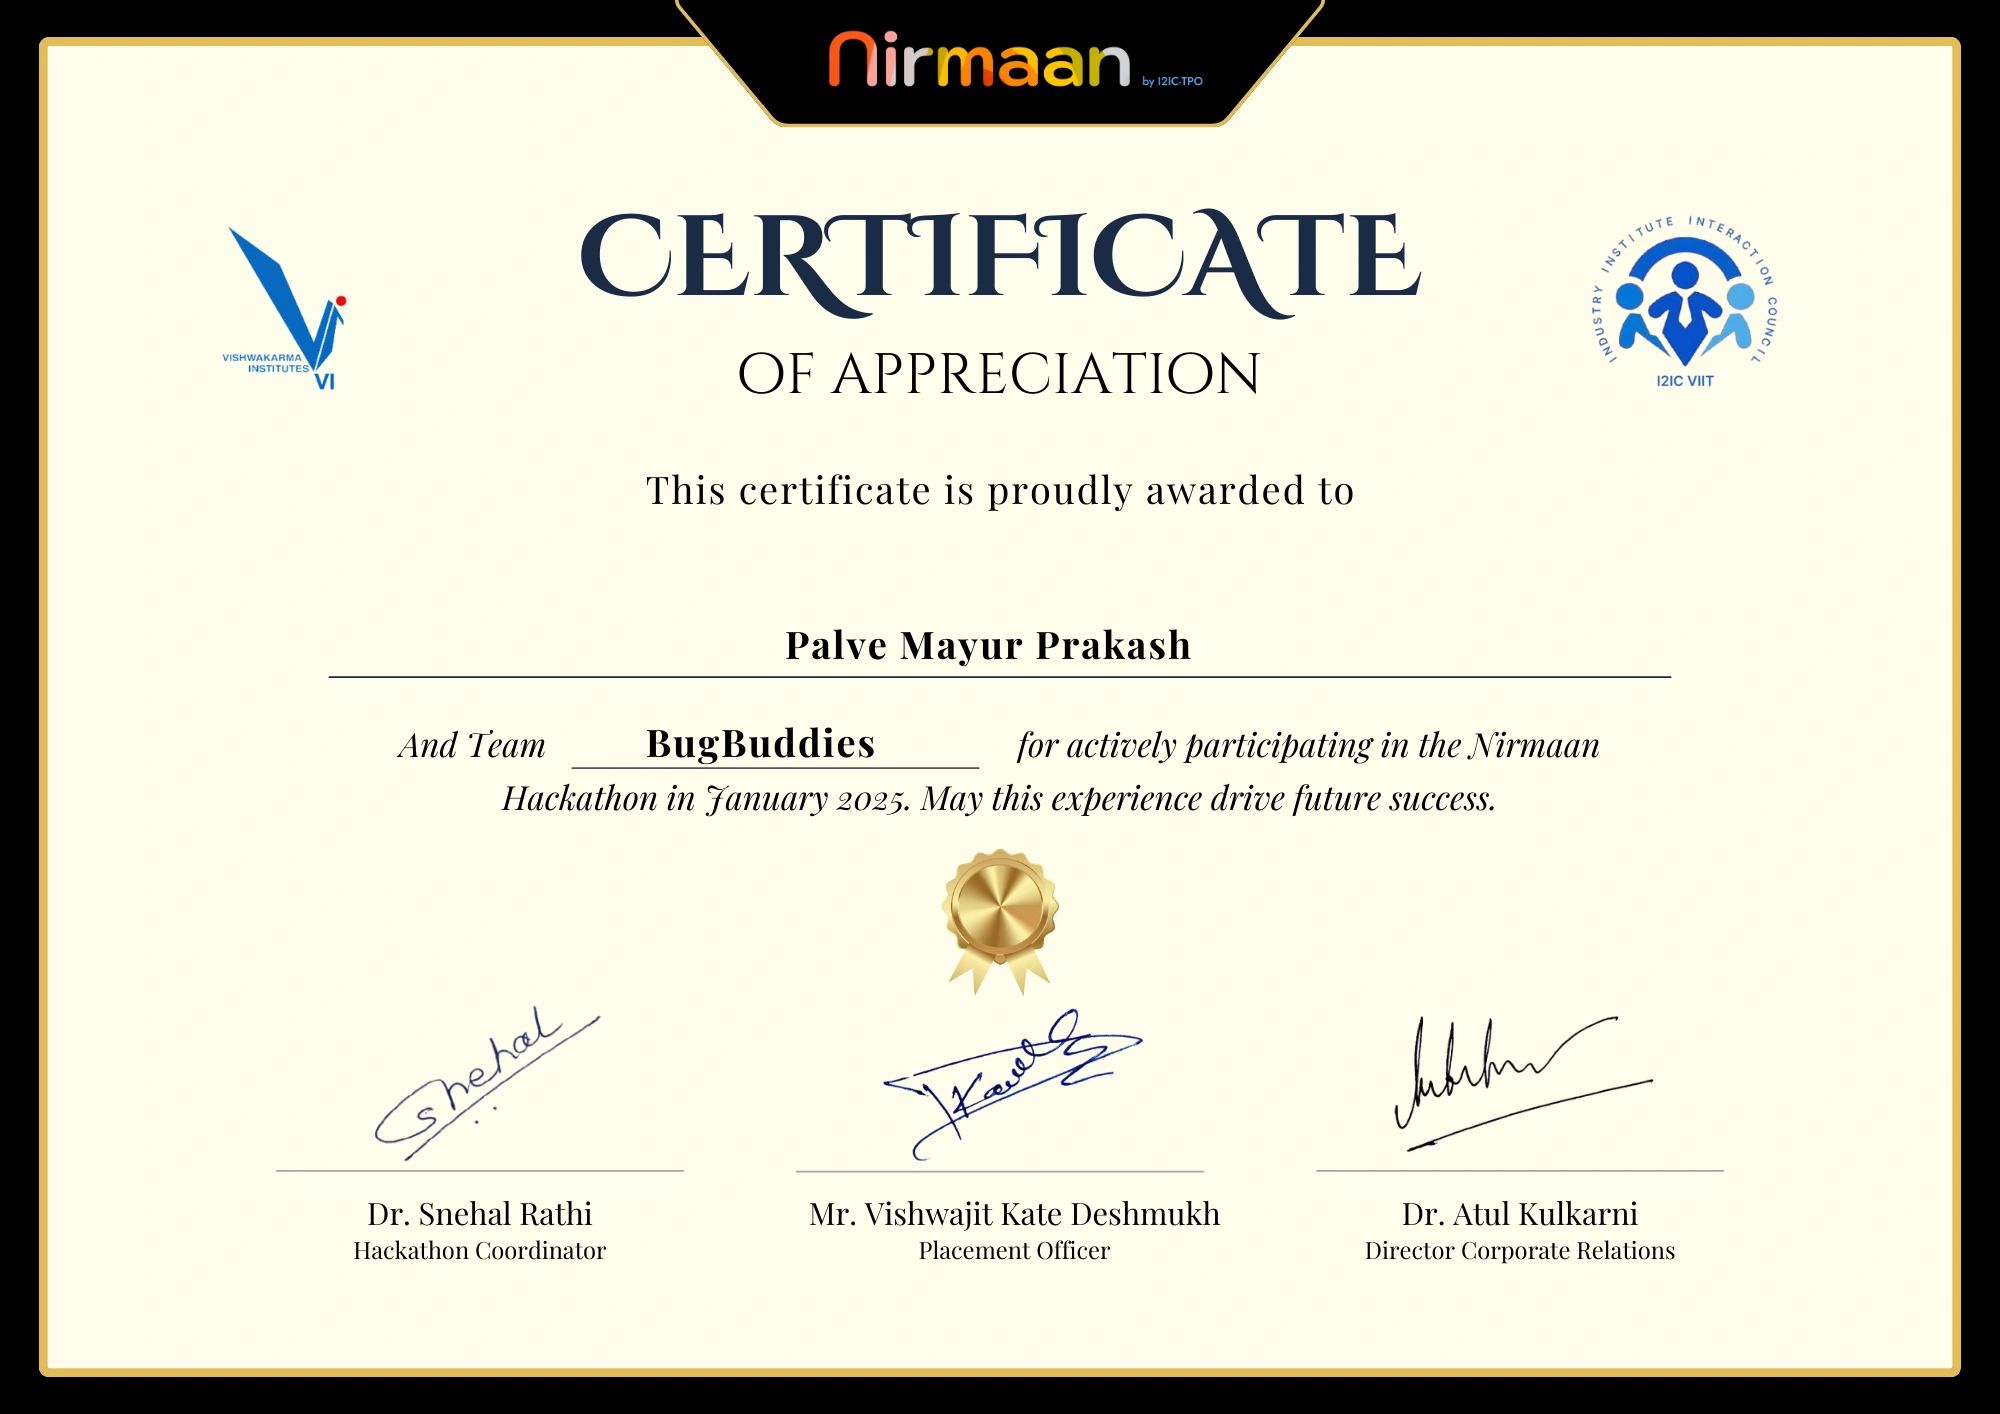 Nirmaan by I2IC-TPO
CERTIFICATE
OF APPRECIATION
VISHWAKARMA
INSTITUTES
VI
INDUSTRY INSTITUTE INTERACTION COUNCIL
I2IC VIIT
This certificate is proudly awarded to
Palve Mayur Prakash
And Team BugBuddies for actively participating in the Nirmaan
Hackathon in January 2025. May this experience drive future success.
Snehal
Dr. Snehal Rathi
Hackathon Coordinator
Mr. Vishwajit Kate Deshmukh
Placement Officer
Dr. Atul Kulkarni
Director Corporate Relations